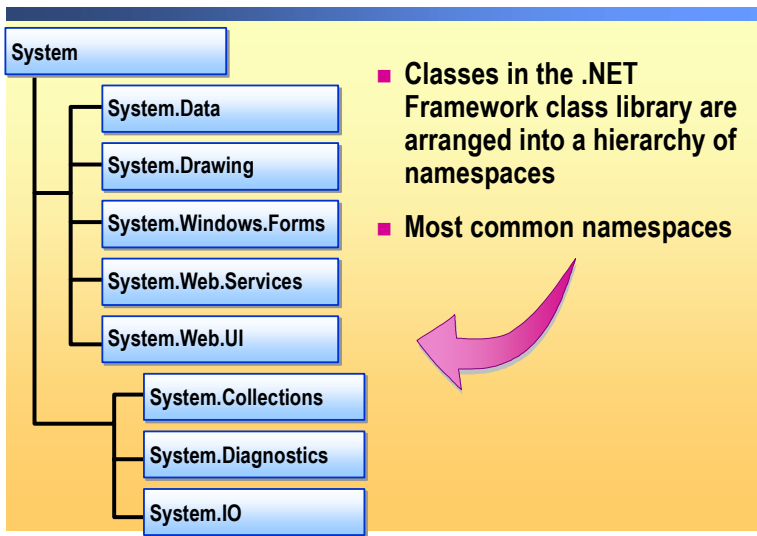 System
System.Data
System.Drawing
System.Windows.Forms
System.Web.Services
System.Web.UI
System.Collections
System.Diagnostics
System.IO
Classes in the .NET
Framework class library are
arranged into a hierarchy of
namespaces
Most common namespaces